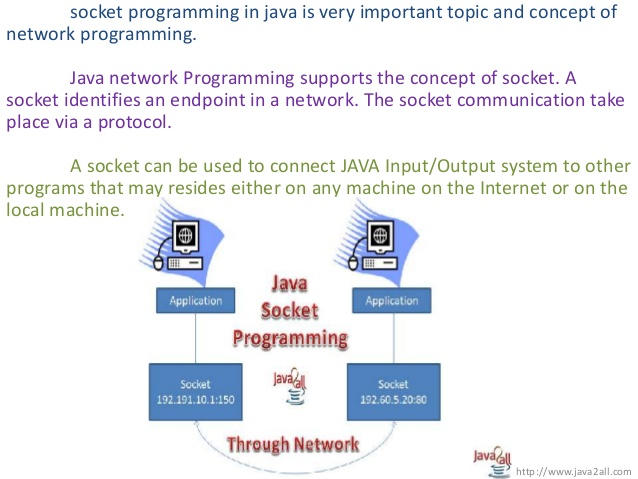 socket programming in java is very important topic and concept of
network programming.
Java network Programming supports the concept of socket. A
socket identifies an endpoint in a network. The socket communication take
place via a protocol.
A socket can be used to connect JAVA Input/Output system to other
programs that may resides either on any machine on the Internet or on the
local machine.
Application
Java
Socket
Programming
Application
Socket
192.191.10.1:150
Java2all
Socket
192.60.5.20:80
Through Network
Java2all
http://www.java2all.com